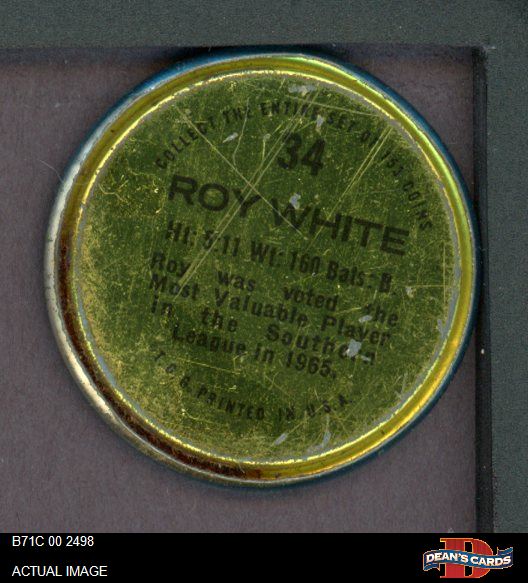 COLLECT THE ENTIRE SET OF 153 COINS
34
ROY WHITE
Ht: 5-11 Wt: 160 Bats: B
Roy was voted the
Most Valuable Player
in the Southern
League in 1965.
T.C.G. PRINTED IN U.S.A.
B71C 00 2498
ACTUAL IMAGE
D
DEAN'S CARDS